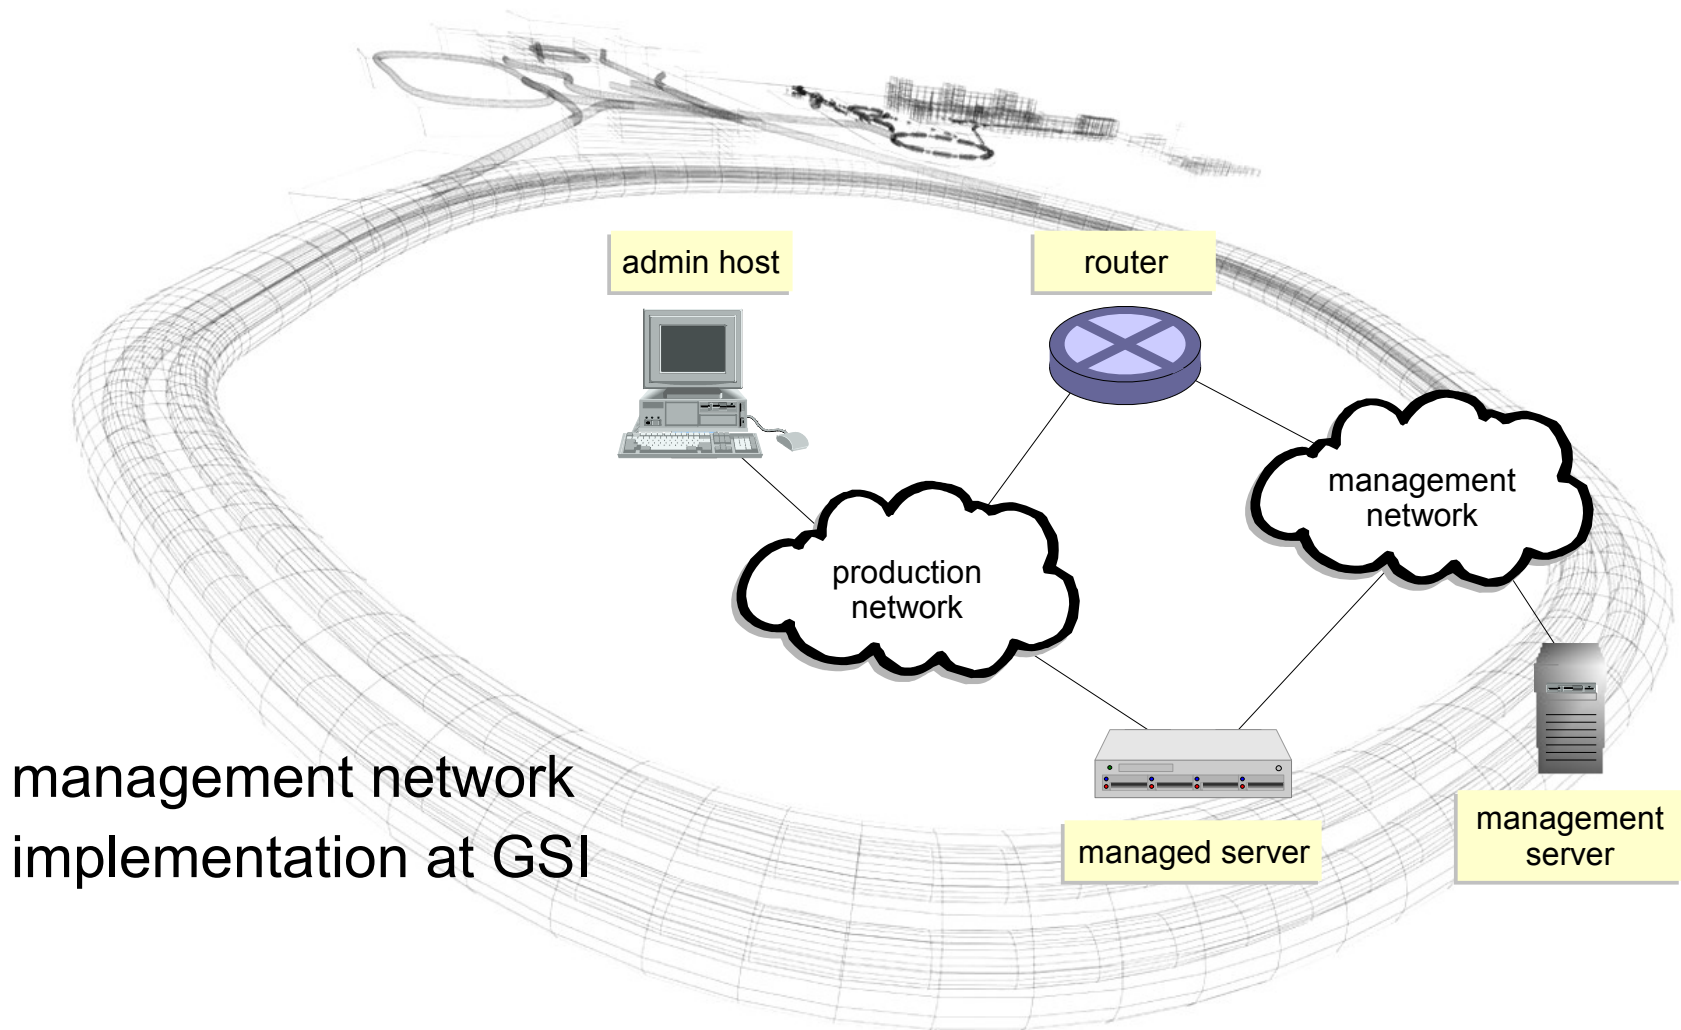 admin host
router
management
network
production
network
managed server
management
server
management network
implementation at GSI